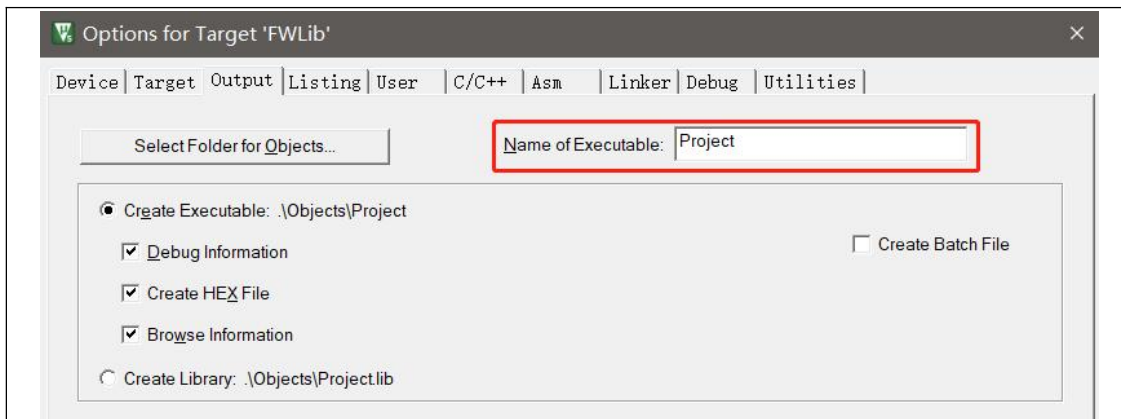 Options for Target 'FWLib'
Device Target Output Listing User C/C++ Asm Linker Debug Utilities
Select Folder for Objects... Name of Executable: Project
Create Executable: .\Objects\Project
Debug Information Create Batch File
Create HEX File
Browse Information
Create Library: .\Objects\Project.lib